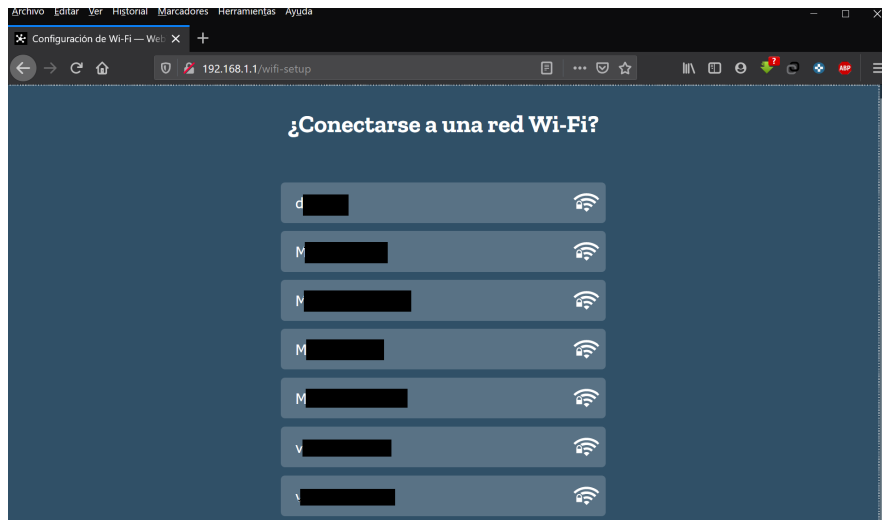 Archivo Editar Ver Historial Marcadores Herramientas Ayuda
Configuración de Wi-Fi — Web
192.168.1.1/wifi-setup
?
ABP
¿Conectarse a una red Wi-Fi?
d
M
M
M
M
v
v